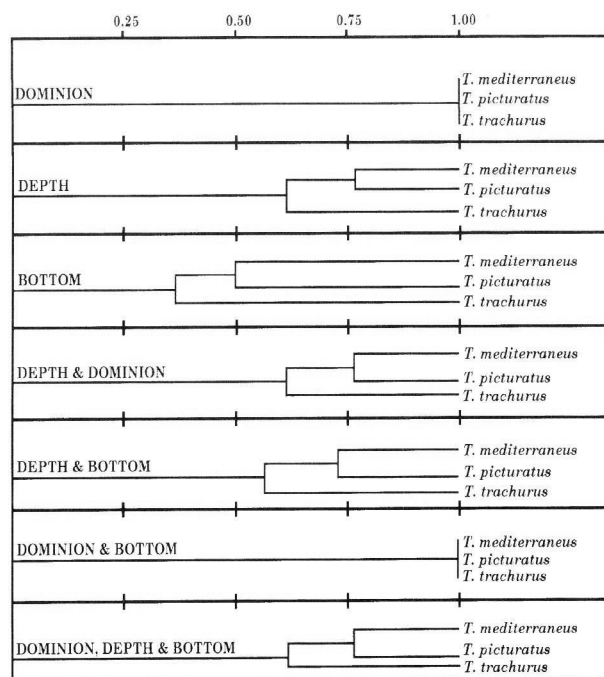 0.25 0.50 0.75 1.00
T. mediterraneus
DOMINION T. picturatus
T. trachurus
T. mediterraneus
DEPTH T. picturatus
T. trachurus
T. mediterraneus
BOTTOM T. picturatus
T. trachurus
T. mediterraneus
DEPTH & DOMINION T. picturatus
T. trachurus
T. mediterraneus
DEPTH & BOTTOM T. picturatus
T. trachurus
T. mediterraneus
DOMINION & BOTTOM T. picturatus
T. trachurus
T. mediterraneus
DOMINION, DEPTH & BOTTOM T. picturatus
T. trachurus